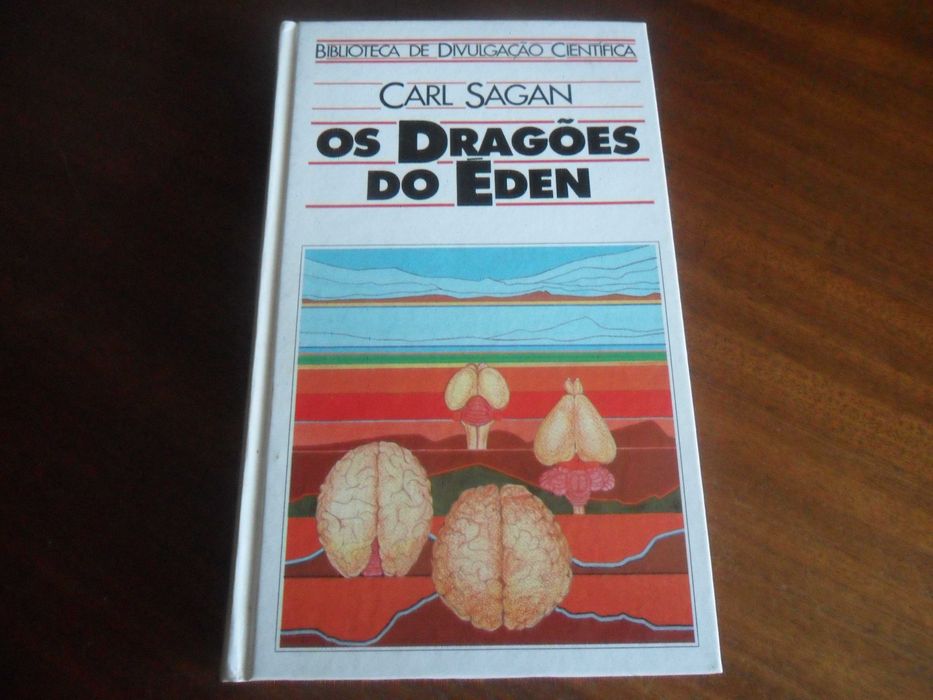 BIBLIOTECA DE DIVULGAÇÃO CIENTÍFICA
CARL SAGAN
OS DRAGÕES
DO ÉDEN